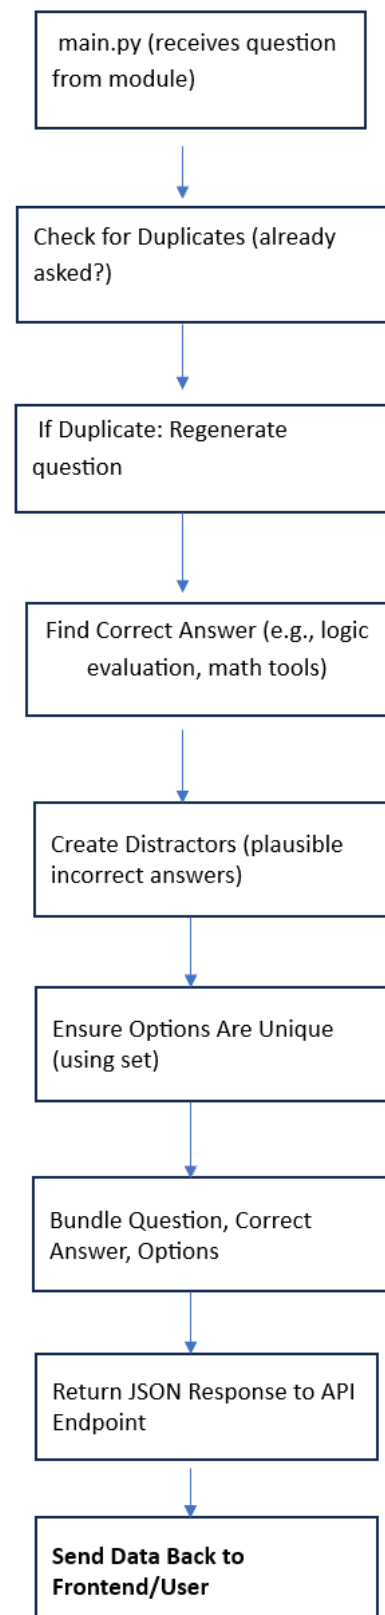 main.py (receives question
from module)
Check for Duplicates (already
asked?)
If Duplicate: Regenerate
question
Find Correct Answer (e.g., logic
evaluation, math tools)
Create Distractors (plausible
incorrect answers)
Ensure Options Are Unique
(using set)
Bundle Question, Correct
Answer, Options
Return JSON Response to API
Endpoint
Send Data Back to
Frontend/User